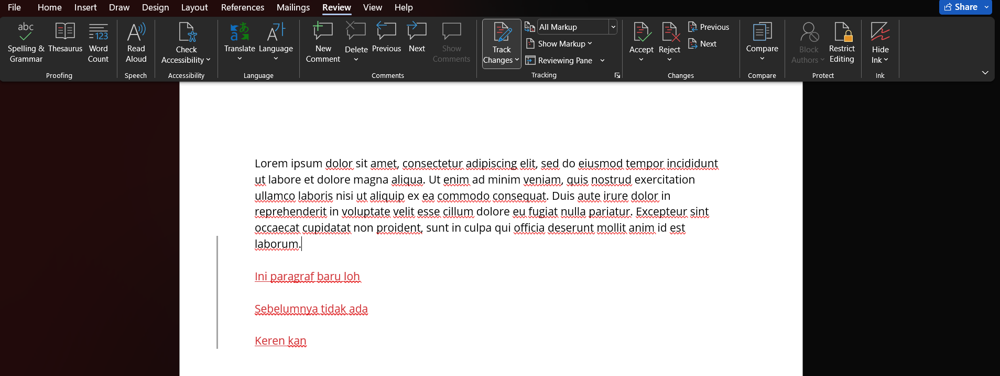 File Home Insert Draw Design Layout References Mailings Review View Help
Share
abc
Spelling & Grammar
Thesaurus
123
Word Count
Proofing
Read Aloud
Speech
Check Accessibility
Accessibility
Translate
Language
Language
New Comment
Delete
Previous
Next
Show Comments
Comments
Track Changes
All Markup
Show Markup
Reviewing Pane
Tracking
Accept
Reject
Previous
Next
Changes
Compare
Compare
Block Authors
Restrict Editing
Protect
Hide Ink
Ink
Lorem ipsum dolor sit amet, consectetur adipiscing elit, sed do eiusmod tempor incididunt
ut labore et dolore magna aliqua. Ut enim ad minim veniam, quis nostrud exercitation
ullamco laboris nisi ut aliquip ex ea commodo consequat. Duis aute irure dolor in
reprehenderit in voluptate velit esse cillum dolore eu fugiat nulla pariatur. Excepteur sint
occaecat cupidatat non proident, sunt in culpa qui officia deserunt mollit anim id est
laborum.
Ini paragraf baru loh
Sebelumnya tidak ada
Keren kan